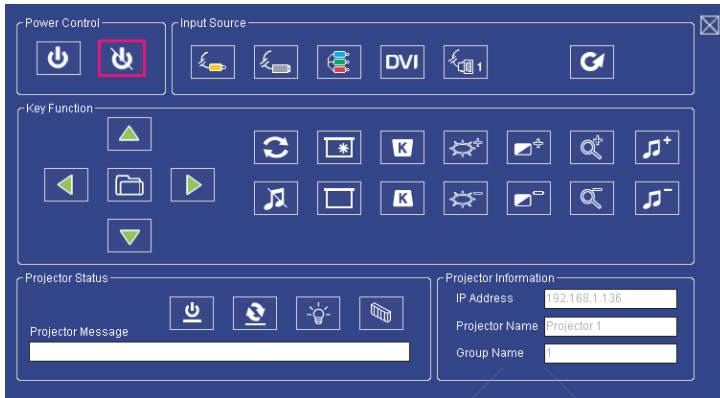 Power Control
Input Source
DVI
1
Key Function
K
K
Projector Status
Projector Message
Projector Information
IP Address 192.168.1.136
Projector Name Projector 1
Group Name 1